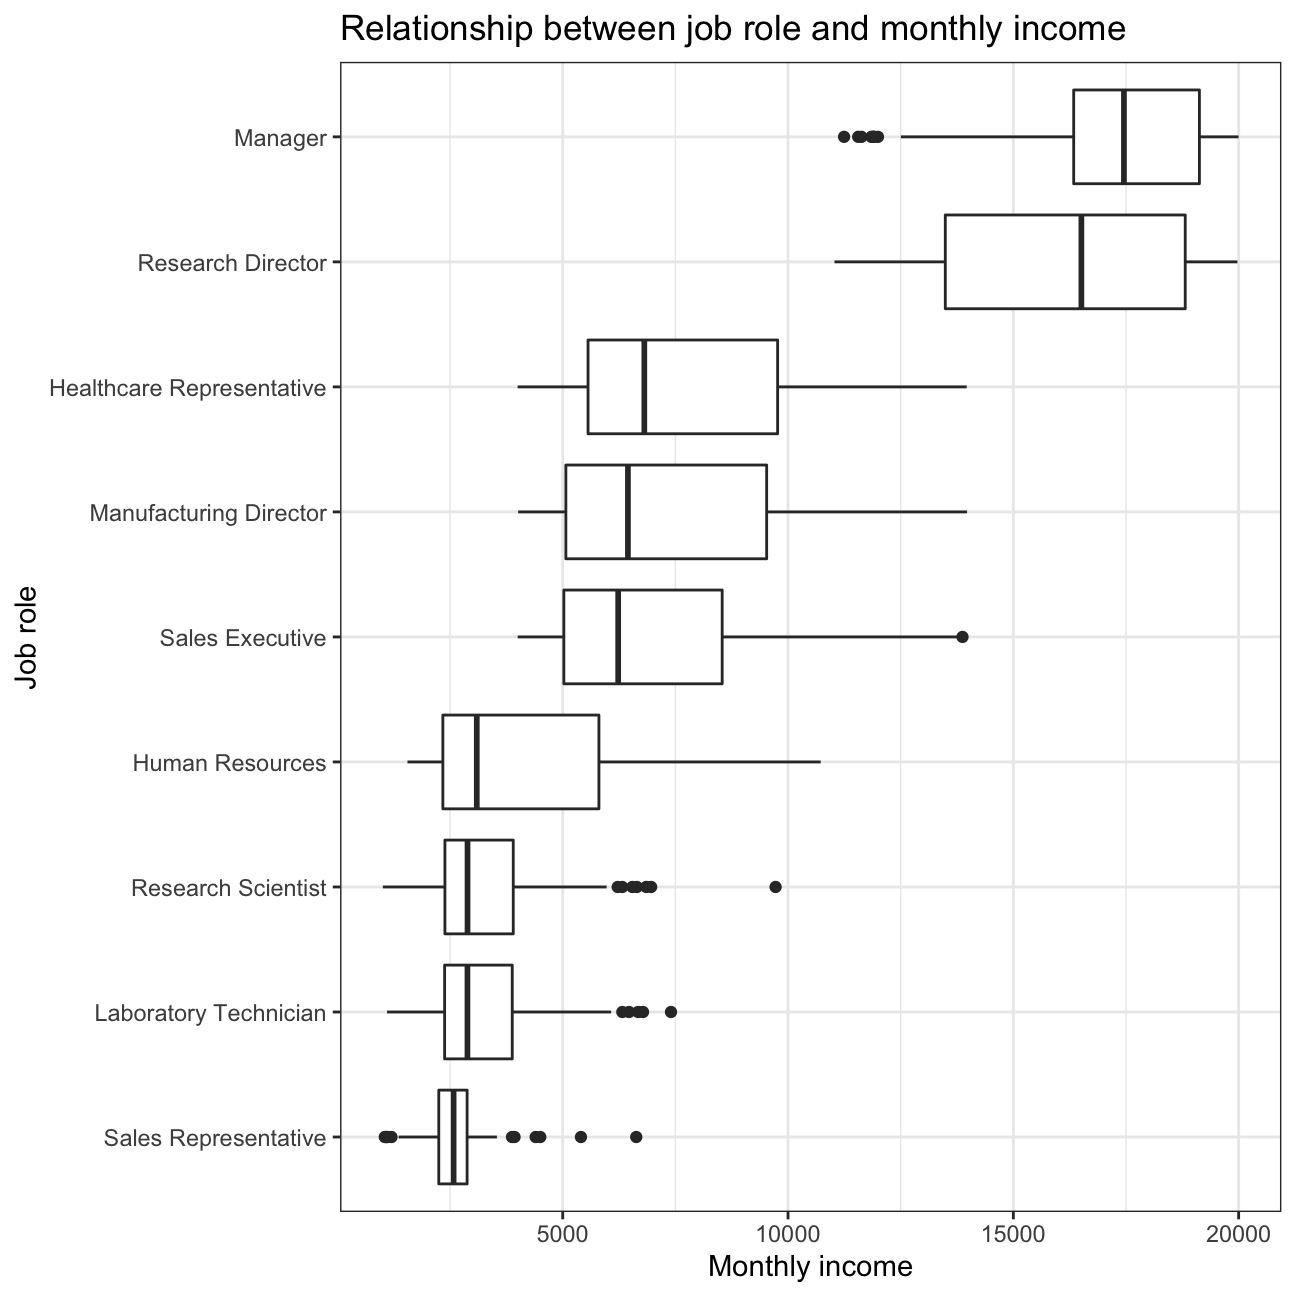 Relationship between job role and monthly income
Manager
Research Director
Healthcare Representative
Manufacturing Director
Sales Executive
Human Resources
Research Scientist
Laboratory Technician
Sales Representative
Job role
5000 10000 15000 20000
Monthly income